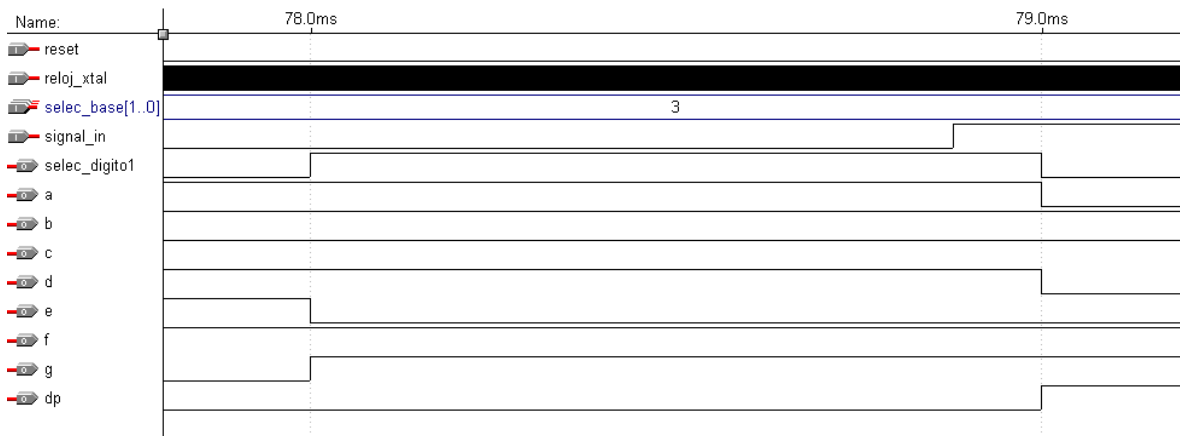 Name: 78.0ms 79.0ms
reset
reloj_xtal
selec_base[1..0] 3
signal_in
selec_digito1
a
b
c
d
e
f
g
dp